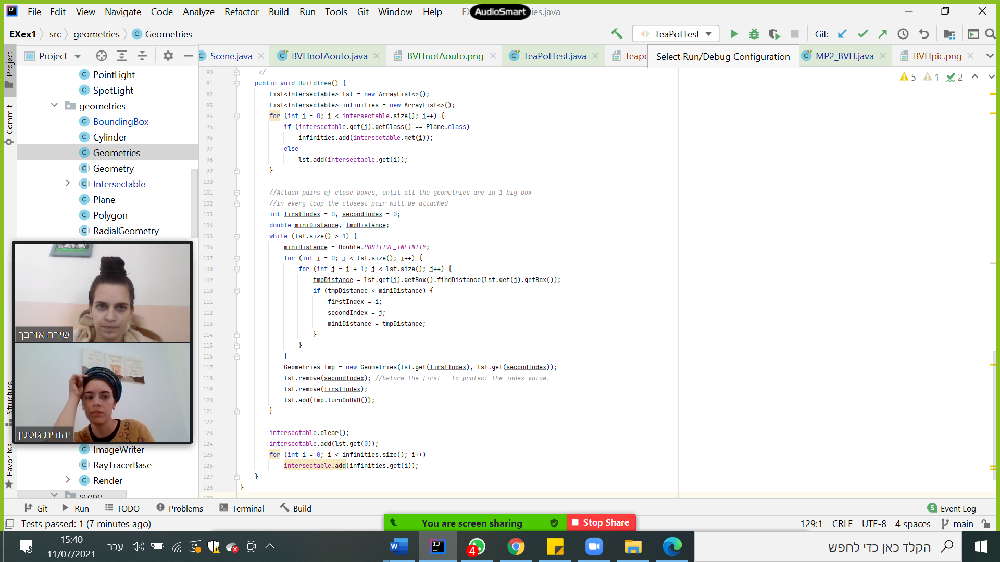 File Edit View Navigate Code Analyze Refactor Build Run Tools Git Window Help
AudioSmart
EXex1 src geometries Geometries
TeaPotTest
Git:
Project
Scene.java
BVHnotAouto.java
BVHnotAouto.png
TeaPotTest.java
teapo
Select Run/Debug Configuration
MP2_BVH.java
BVHpic.png
5 1 2
Project
Commit
Structure
Favorites
PointLight
SpotLight
geometries
BoundingBox
Cylinder
Geometries
Geometry
Intersectable
Plane
Polygon
RadialGeometry
שירה אורבך
יהודית גוטמן
ImageWriter
RayTracerBase
Render
scene
90 */
91 public void BuildTree() {
92 List<Intersectable> lst = new ArrayList<>();
93 List<Intersectable> infinities = new ArrayList<>();
94 for (int i = 0; i < intersectable.size(); i++) {
95 if (intersectable.get(i).getClass() == Plane.class)
96 infinities.add(intersectable.get(i));
97 else
98 lst.add(intersectable.get(i));
99 }
100
101 //Attach pairs of close boxes, until all the geometries are in 1 big box
102 //In every loop the closest pair will be attached
103 int firstIndex = 0, secondIndex = 0;
104 double miniDistance, tmpDistance;
105 while (lst.size() > 1) {
106 miniDistance = Double.POSITIVE_INFINITY;
107 for (int i = 0; i < lst.size(); i++) {
108 for (int j = i + 1; j < lst.size(); j++) {
109 tmpDistance = lst.get(i).getBox().findDistance(lst.get(j).getBox());
110 if (tmpDistance < miniDistance) {
111 firstIndex = i;
112 secondIndex = j;
113 miniDistance = tmpDistance;
114 }
115 }
116 }
117 Geometries tmp = new Geometries(lst.get(firstIndex), lst.get(secondIndex));
118 lst.remove(secondIndex); //before the first - to protect the index value.
119 lst.remove(firstIndex);
120 lst.add(tmp.turnOnBVH());
121 }
122
123 intersectable.clear();
124 intersectable.add(lst.get(0));
125 for (int i = 0; i < infinities.size(); i++)
126 intersectable.add(infinities.get(i));
127 }
128 }
Git Run TODO Problems Terminal Build
5 Event Log
Tests passed: 1 (7 minutes ago)
You are screen sharing
Stop Share
129:1 CRLF UTF-8 4 spaces main
15:40
11/07/2021
עבר
4
הקלד כאן כדי לחפש